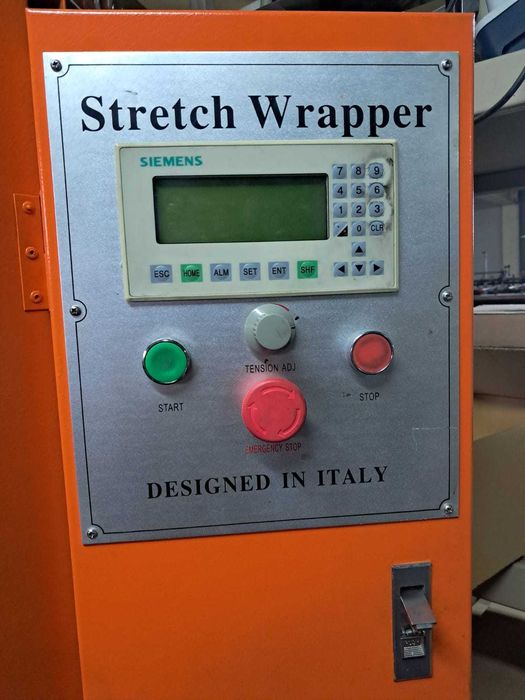 Stretch Wrapper
SIEMENS
7 8 9
4 5 6
1 2 3
0 CLR
ESC HOME ALM SET ENT SHF
TENSION ADJ
START
STOP
EMERGENCY STOP
DESIGNED IN ITALY